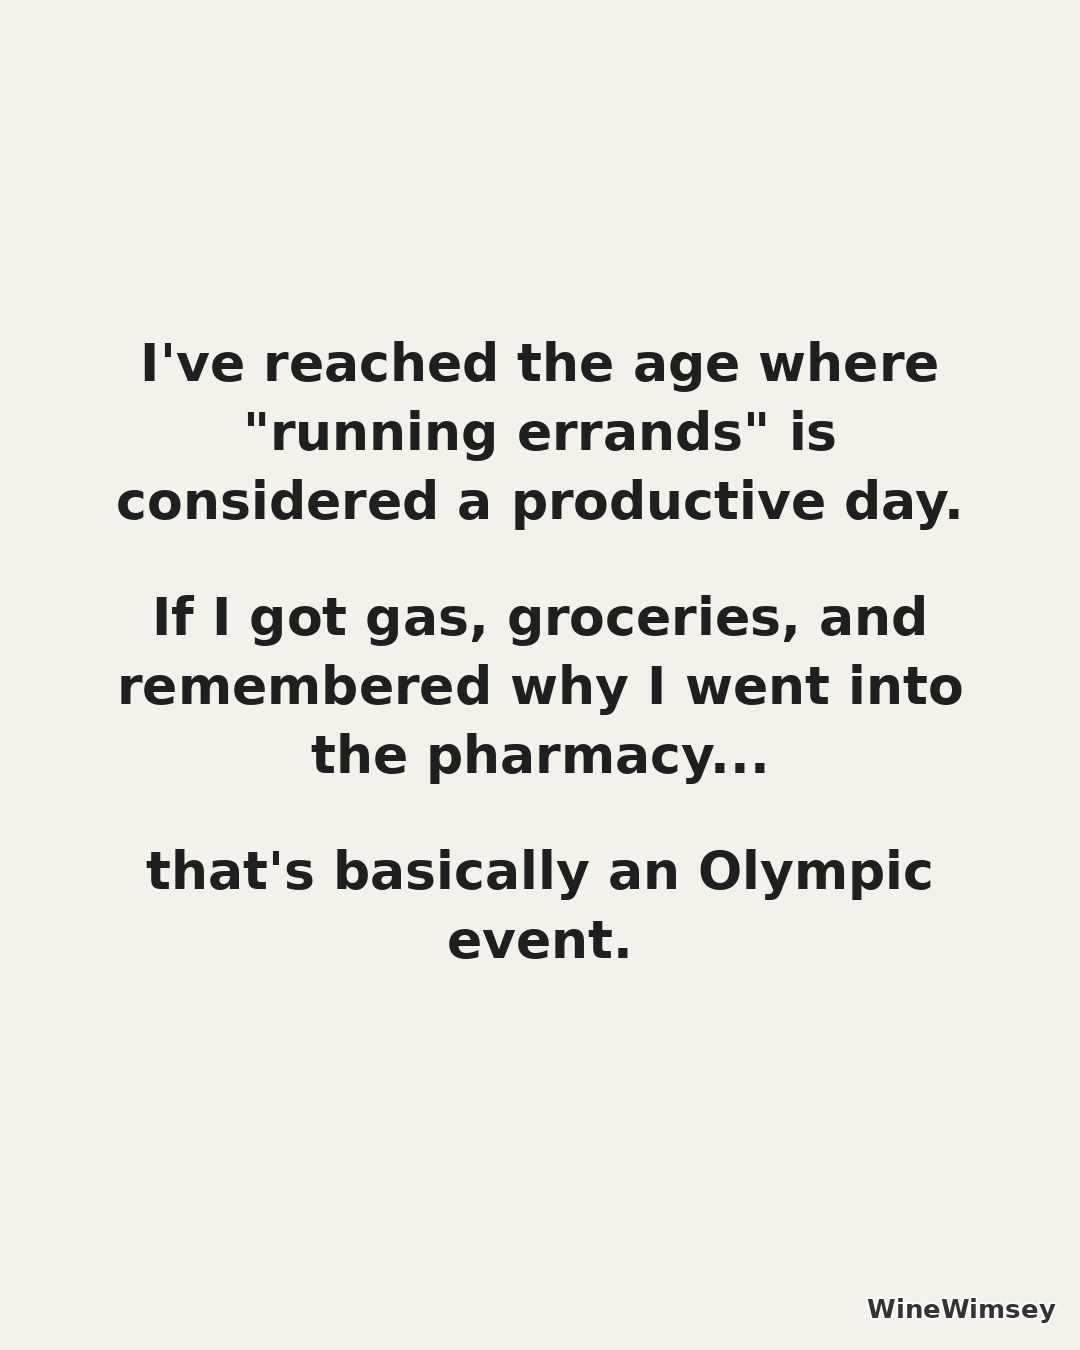 I've reached the age where
"running errands" is
considered a productive day.
If I got gas, groceries, and
remembered why I went into
the pharmacy...
that's basically an Olympic
event.
WineWimsey